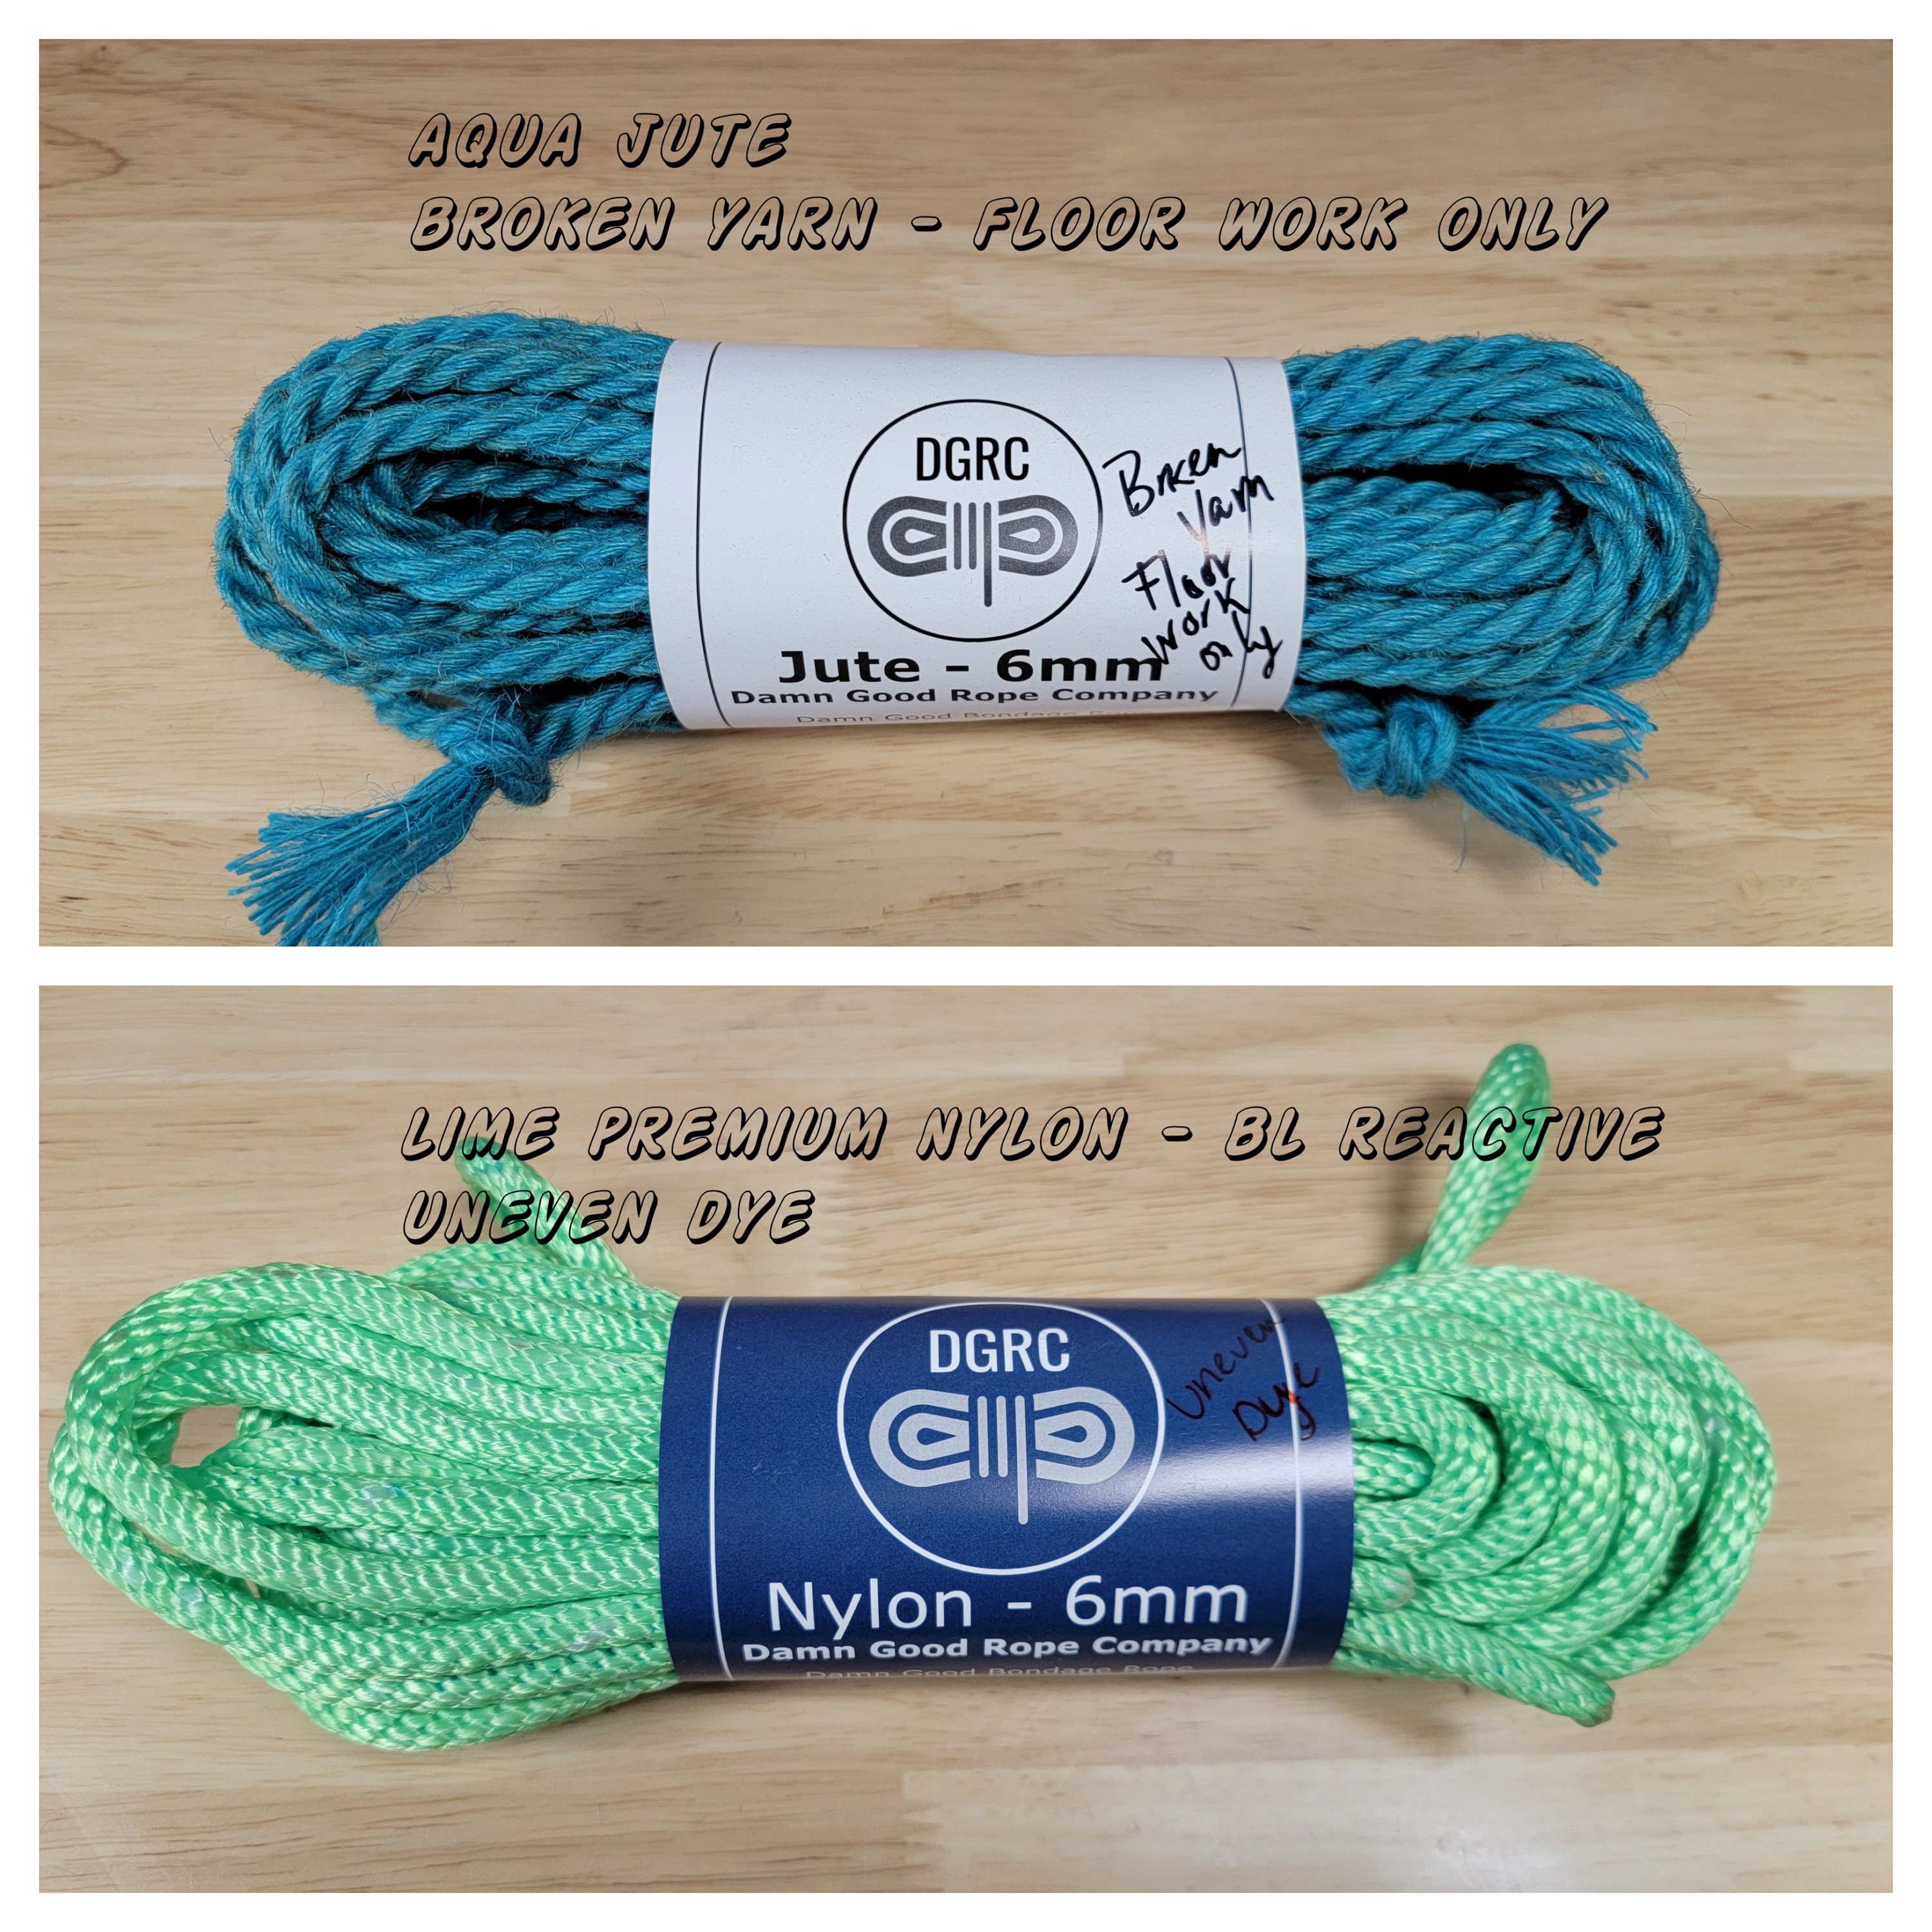 AQUA JUTE
BROKEN YARN - FLOOR WORK ONLY
DGRC
Broken
Yarn
Floor
Work
only
Jute - 6mm
Damn Good Rope Company
Damn Good Bondage Rope
LIME PREMIUM NYLON - BL REACTIVE
UNEVEN DYE
DGRC
Uneven
Dye
Nylon - 6mm
Damn Good Rope Company
Damn Good Bondage Rope